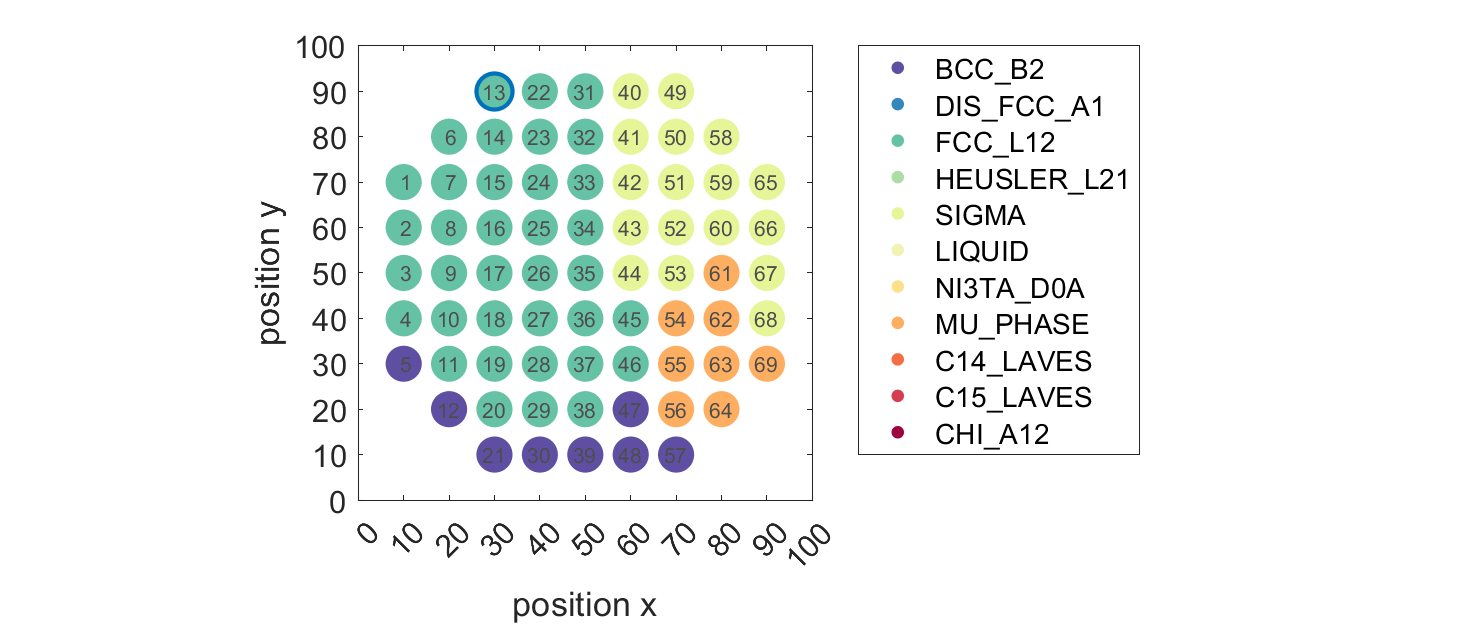 100
90 13 22 31 40 49
80 6 14 23 32 41 50 58
70 1 7 15 24 33 42 51 59 65
60 2 8 16 25 34 43 52 60 66
50 3 9 17 26 35 44 53 61 67
40 4 10 18 27 36 45 54 62 68
30 5 11 19 28 37 46 55 63 69
20 12 20 29 38 47 56 64
10 21 30 39 48 57
0
0 10 20 30 40 50 60 70 80 90 100
position x
position y
BCC_B2
DIS_FCC_A1
FCC_L12
HEUSLER_L21
SIGMA
LIQUID
NI3TA_D0A
MU_PHASE
C14_LAVES
C15_LAVES
CHI_A12